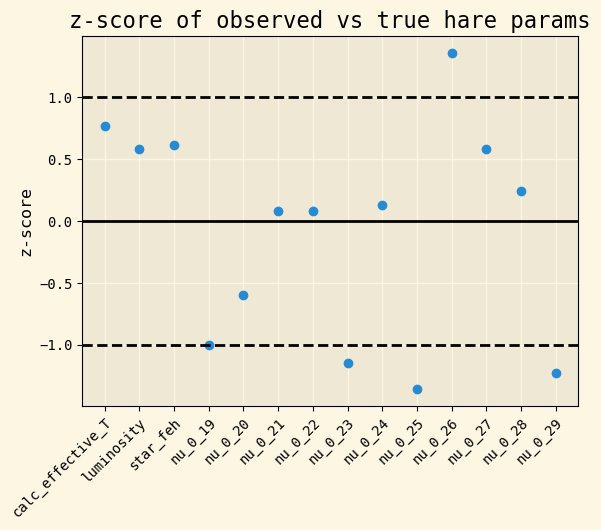 z-score of observed vs true hare params
z-score
1.0
0.5
0.0
−0.5
−1.0
calc_effective_T
luminosity
star_feh
nu_0_19
nu_0_20
nu_0_21
nu_0_22
nu_0_23
nu_0_24
nu_0_25
nu_0_26
nu_0_27
nu_0_28
nu_0_29